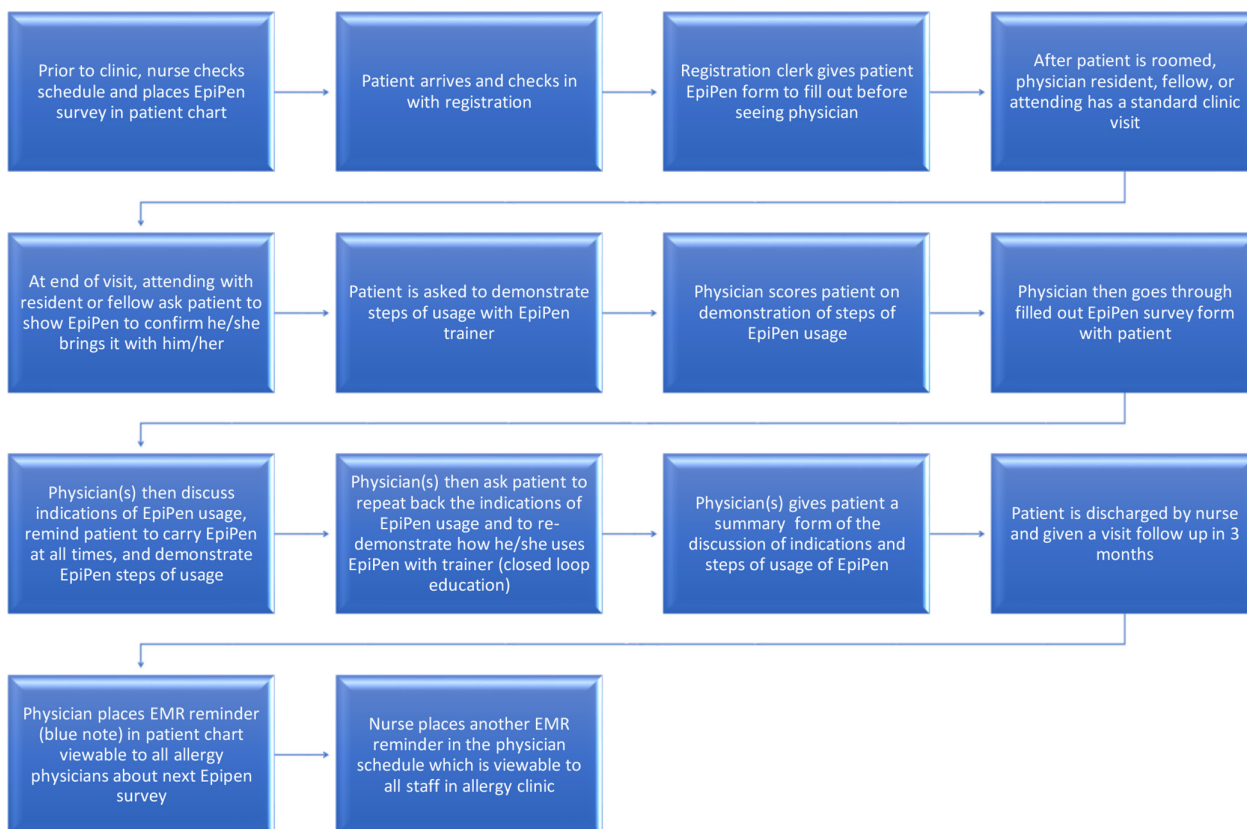 Prior to clinic, nurse checks
schedule and places EpiPen
survey in patient chart
Patient arrives and checks in
with registration
Registration clerk gives patient
EpiPen form to fill out before
seeing physician
After patient is roomed,
physician resident, fellow, or
attending has a standard clinic
visit
At end of visit, attending with
resident or fellow ask patient to
show EpiPen to confirm he/she
brings it with him/her
Patient is asked to demonstrate
steps of usage with EpiPen
trainer
Physician scores patient on
demonstration of steps of
EpiPen usage
Physician then goes through
filled out EpiPen survey form
with patient
Physician(s) then discuss
indications of EpiPen usage,
remind patient to carry EpiPen
at all times, and demonstrate
EpiPen steps of usage
Physician(s) then ask patient to
repeat back the indications of
EpiPen usage and to re-
demonstrate how he/she uses
EpiPen with trainer (closed loop
education)
Physician(s) gives patient a
summary form of the
discussion of indications and
steps of usage of EpiPen
Patient is discharged by nurse
and given a visit follow up in 3
months
Physician places EMR reminder
(blue note) in patient chart
viewable to all allergy
physicians about next Epipen
survey
Nurse places another EMR
reminder in the physician
schedule which is viewable to
all staff in allergy clinic